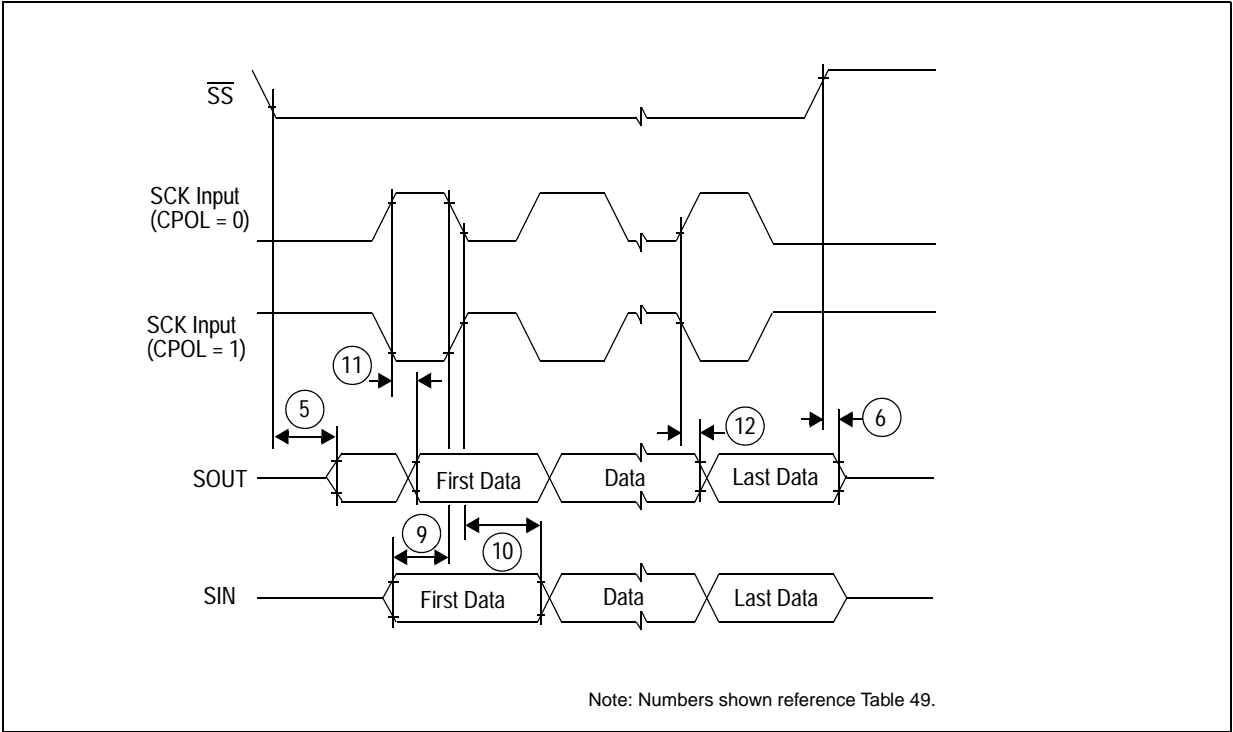 SS
SCK Input
(CPOL = 0)
SCK Input
(CPOL = 1)
11
5
12
6
SOUT
First Data
Data
Last Data
9
10
SIN
First Data
Data
Last Data
Note: Numbers shown reference Table 49.